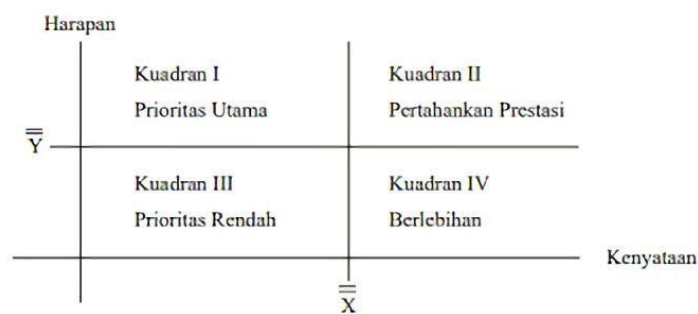 Harapan
Kuadran I
Prioritas Utama
Kuadran II
Pertahankan Prestasi
Y
Kuadran III
Prioritas Rendah
Kuadran IV
Berlebihan
Kenyataan
X